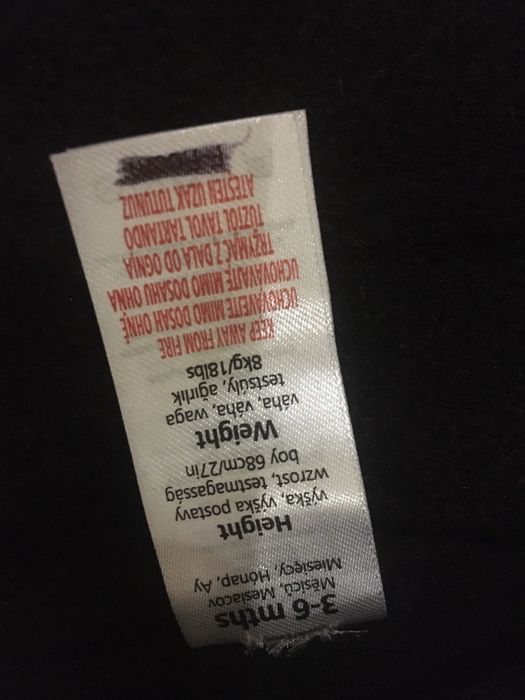 3-6 mths
Měsíců, Mesiacov
Miesięcy, Hónap, Ay
Height
výška, výška postavy
wzrost, testmagasság
boy 68cm/27in
Weight
váha, váha, waga
testsúly, ağırlık
8kg/18lbs
KEEP AWAY FROM FIRE
UCHOVÁVEJTE MIMO DOSAH OHNĚ
UCHOVÁVAJTE MIMO DOSAHU OHŇA
TRZYMAĆ Z DALA OD OGNIA
TŰZTŐL TÁVOL TARTANDÓ
ATEŞTEN UZAK TUTUNUZ